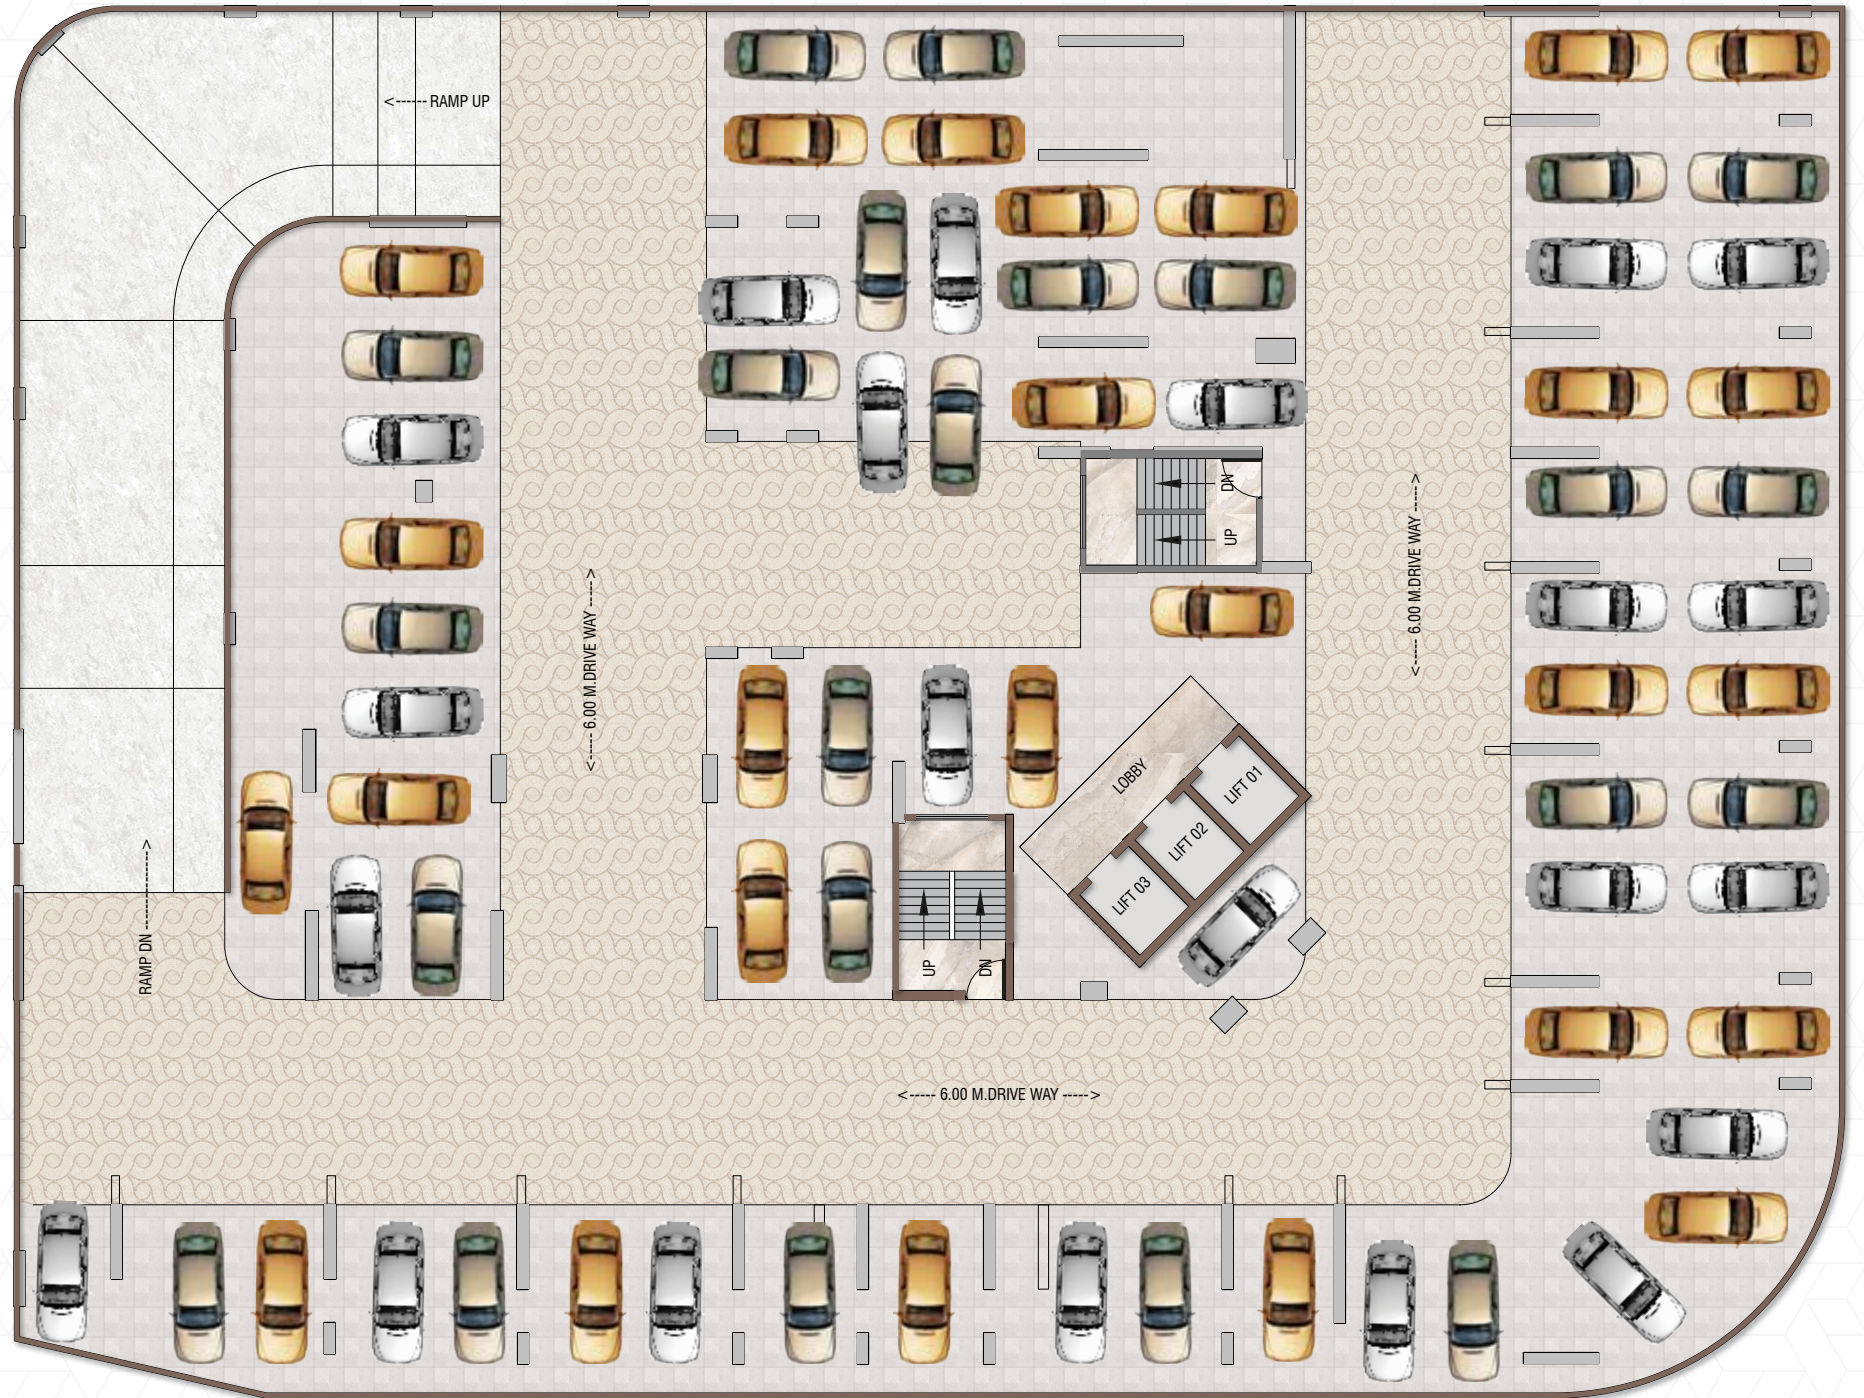 <------ RAMP UP
DN
UP
<----- 6.00 M.DRIVE WAY ----->
<----- 6.00 M.DRIVE WAY ----->
LOBBY
LIFT 01
LIFT 02
LIFT 03
RAMP DN ----------->
UP
DN
<----- 6.00 M.DRIVE WAY ----->